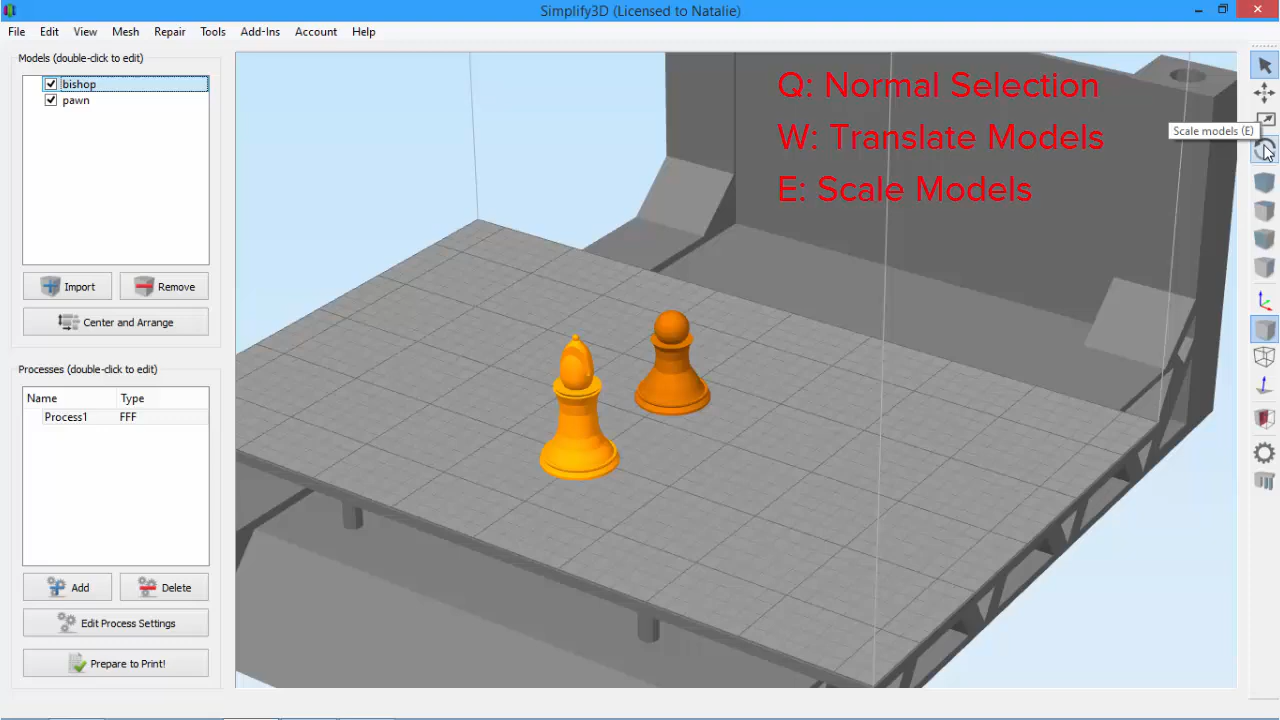 Simplify3D (Licensed to Natalie)
File Edit View Mesh Repair Tools Add-Ins Account Help
Models (double-click to edit)
bishop
pawn
Import Remove
Center and Arrange
Processes (double-click to edit)
Name Type
Process1 FFF
Add Delete
Edit Process Settings
Prepare to Print!
Q: Normal Selection
W: Translate Models
E: Scale Models
Scale models (E)